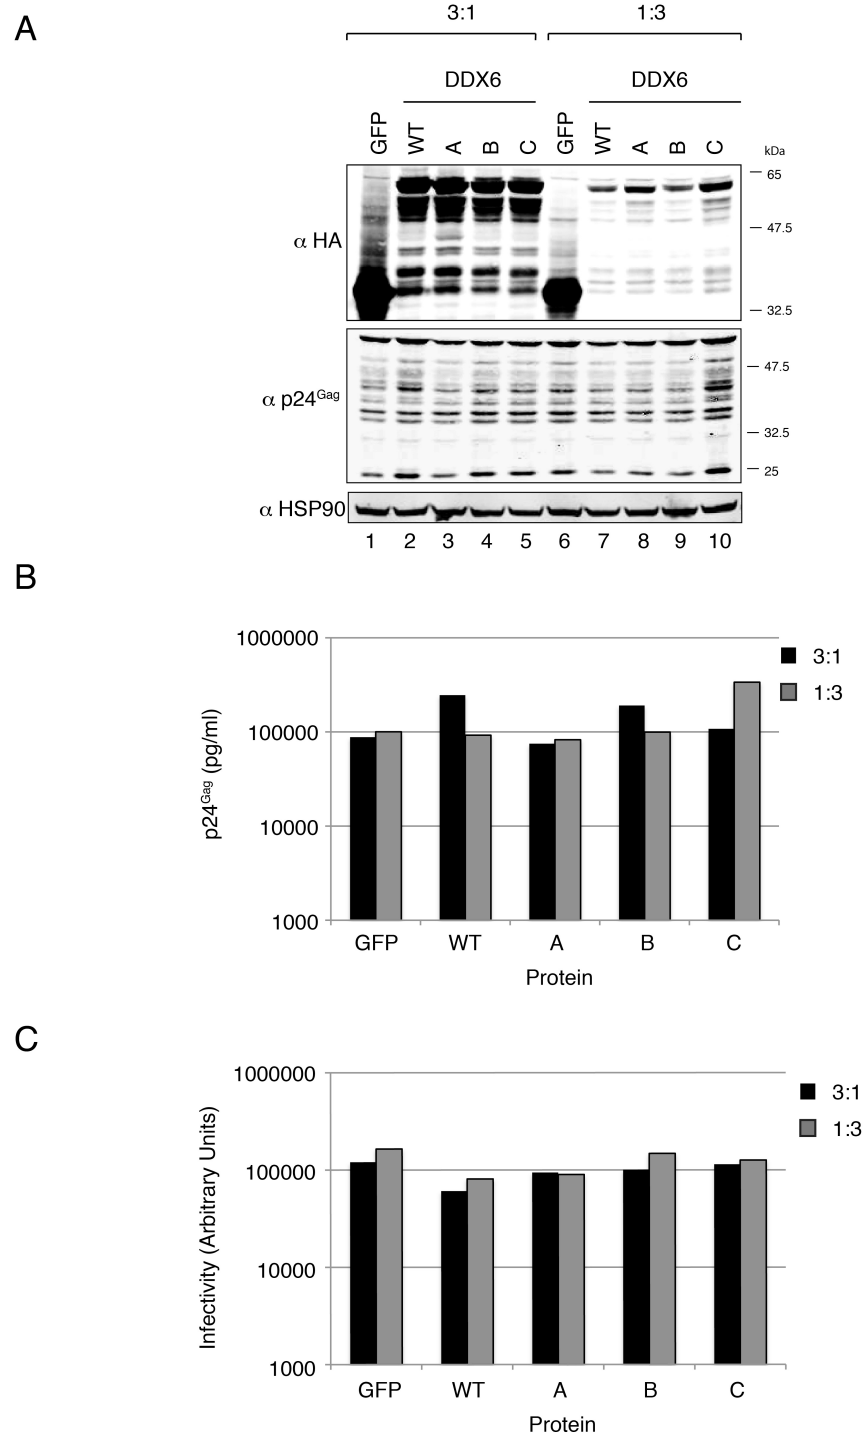 A
3:1 1:3
DDX6 DDX6
GFP WT A B C GFP WT A B C
kDa
65
α HA
47.5
32.5
47.5
α p24Gag
32.5
25
α HSP90
1 2 3 4 5 6 7 8 9 10
B
1000000
100000
10000
1000
p24Gag (pg/ml)
3:1
1:3
GFP WT A B C
Protein
C
1000000
100000
10000
1000
Infectivity (Arbitrary Units)
3:1
1:3
GFP WT A B C
Protein